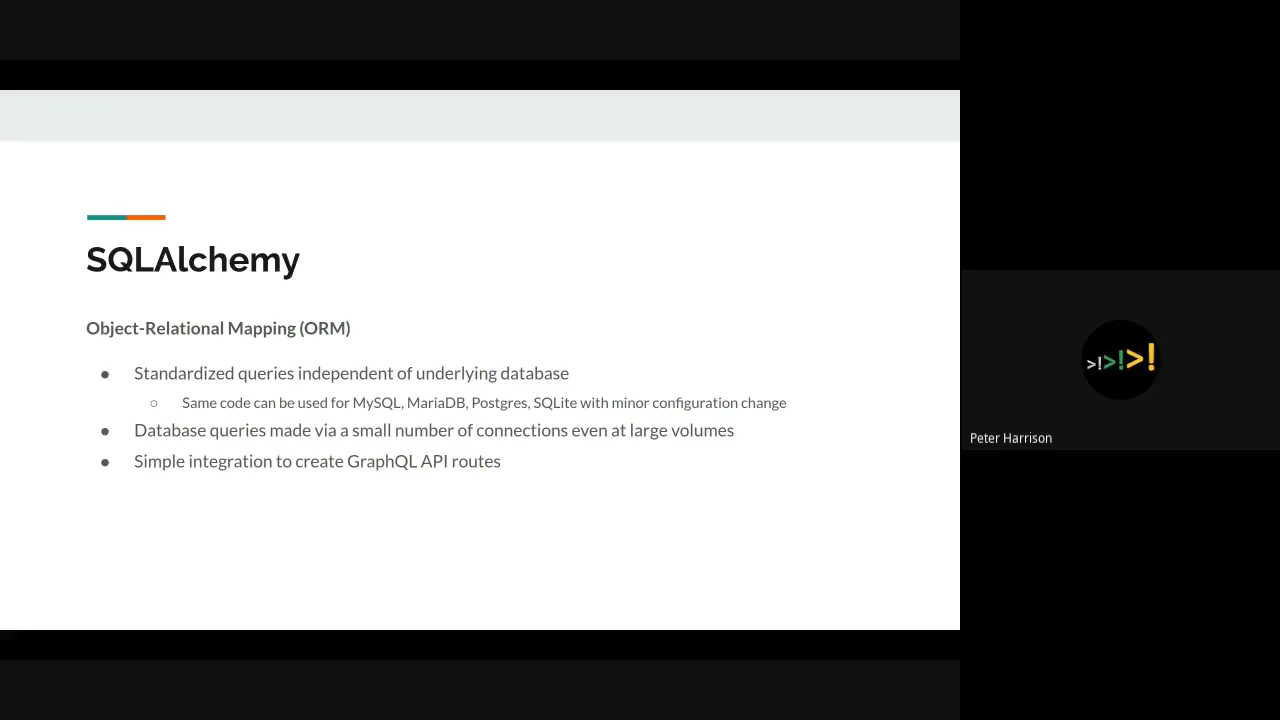 SQLAlchemy
Object-Relational Mapping (ORM)
● Standardized queries independent of underlying database
○ Same code can be used for MySQL, MariaDB, Postgres, SQLite with minor configuration change
● Database queries made via a small number of connections even at large volumes
● Simple integration to create GraphQL API routes
>!>!>!
Peter Harrison